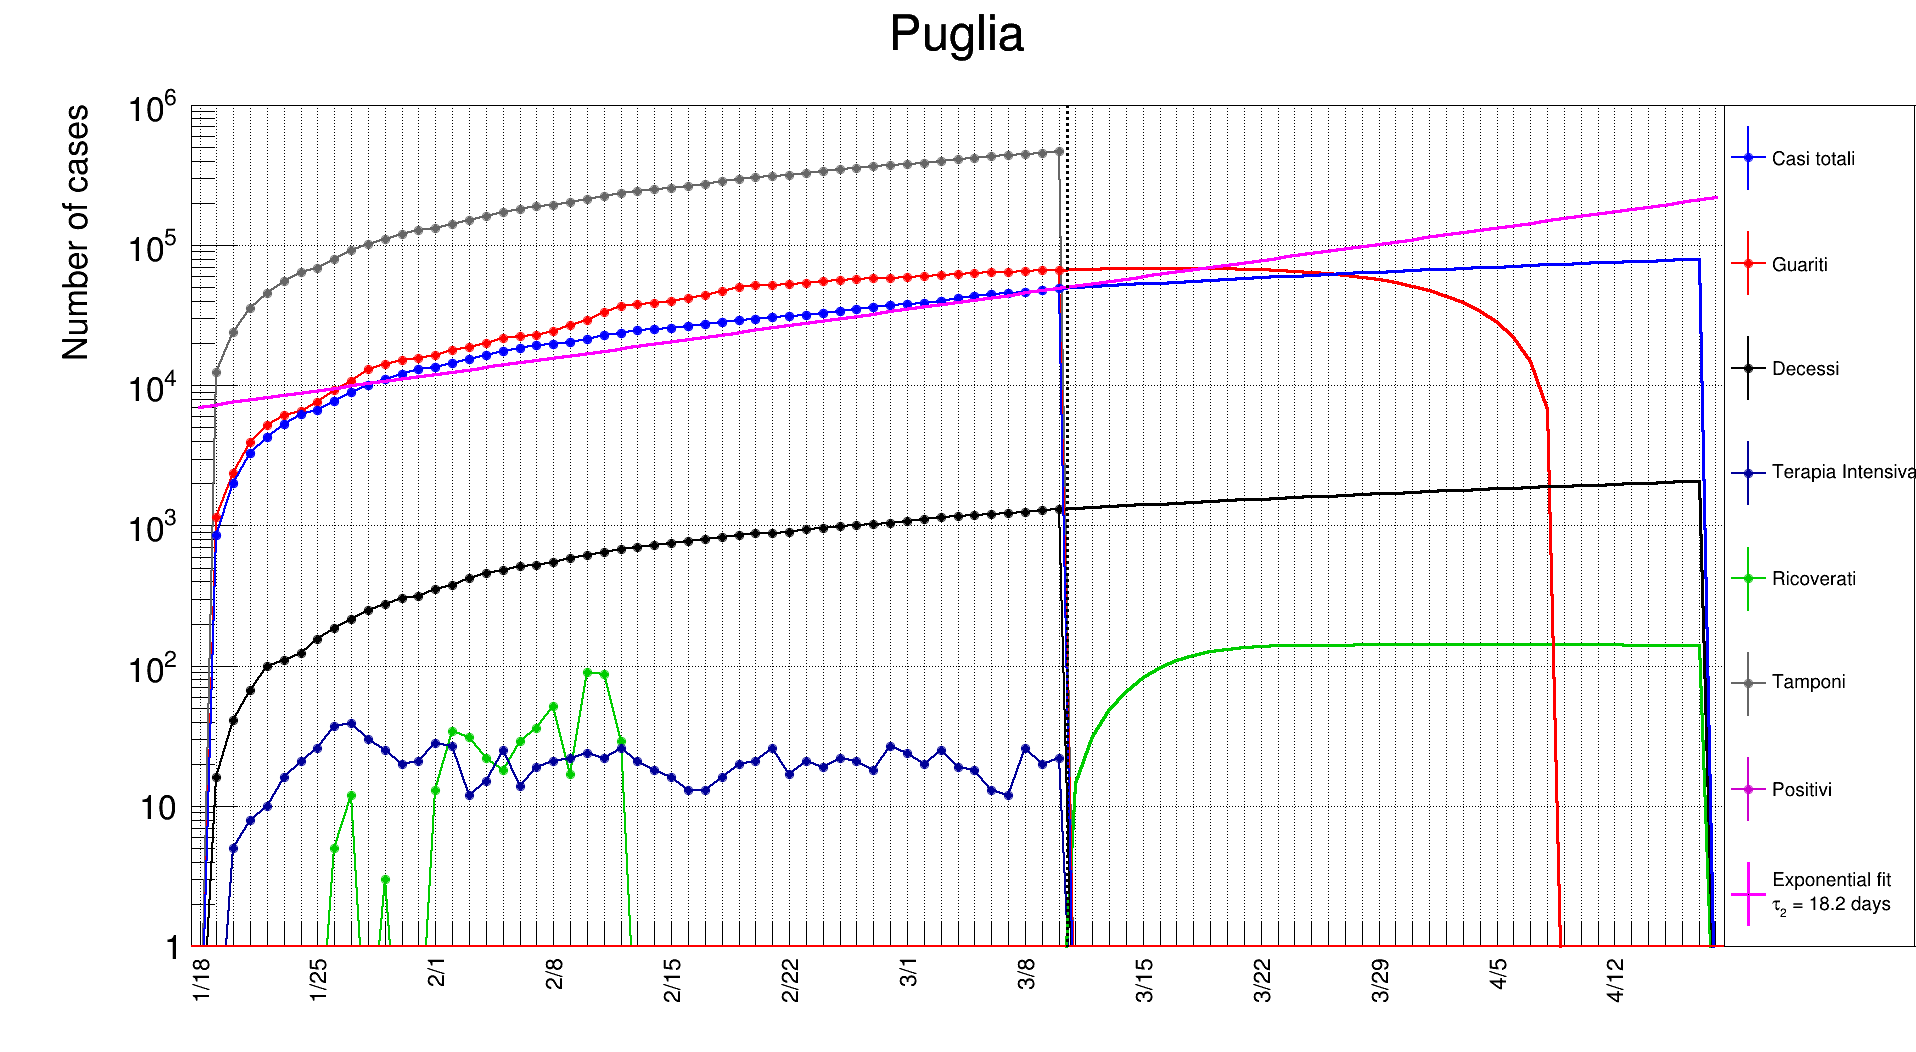 Puglia
Number of cases
10^6
10^5
10^4
10^3
10^2
10
1
1/18
1/25
2/1
2/8
2/15
2/22
3/1
3/8
3/15
3/22
3/29
4/5
4/12
Casi totali
Guariti
Decessi
Terapia Intensiva
Ricoverati
Tamponi
Positivi
Exponential fit
τ₂ = 18.2 days